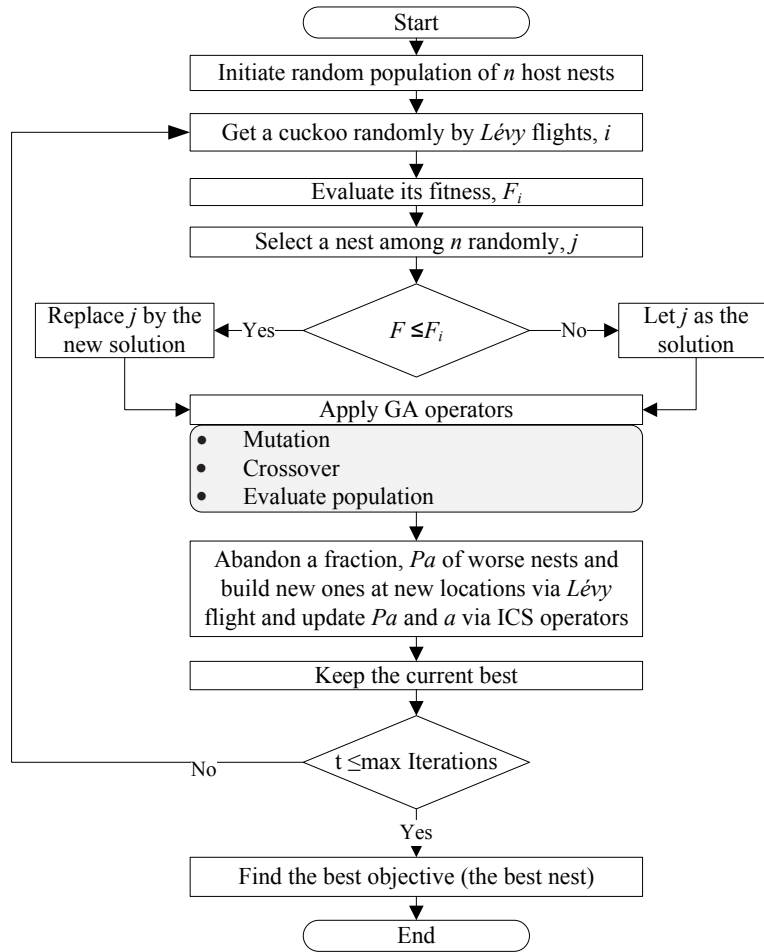 Start
Initiate random population of n host nests
Get a cuckoo randomly by Lévy flights, i
Evaluate its fitness, Fi
Select a nest among n randomly, j
Replace j by the
new solution
Yes
F ≤Fi
No
Let j as the
solution
Apply GA operators
• Mutation
• Crossover
• Evaluate population
Abandon a fraction, Pa of worse nests and
build new ones at new locations via Lévy
flight and update Pa and a via ICS operators
Keep the current best
t ≤max Iterations
No
Yes
Find the best objective (the best nest)
End